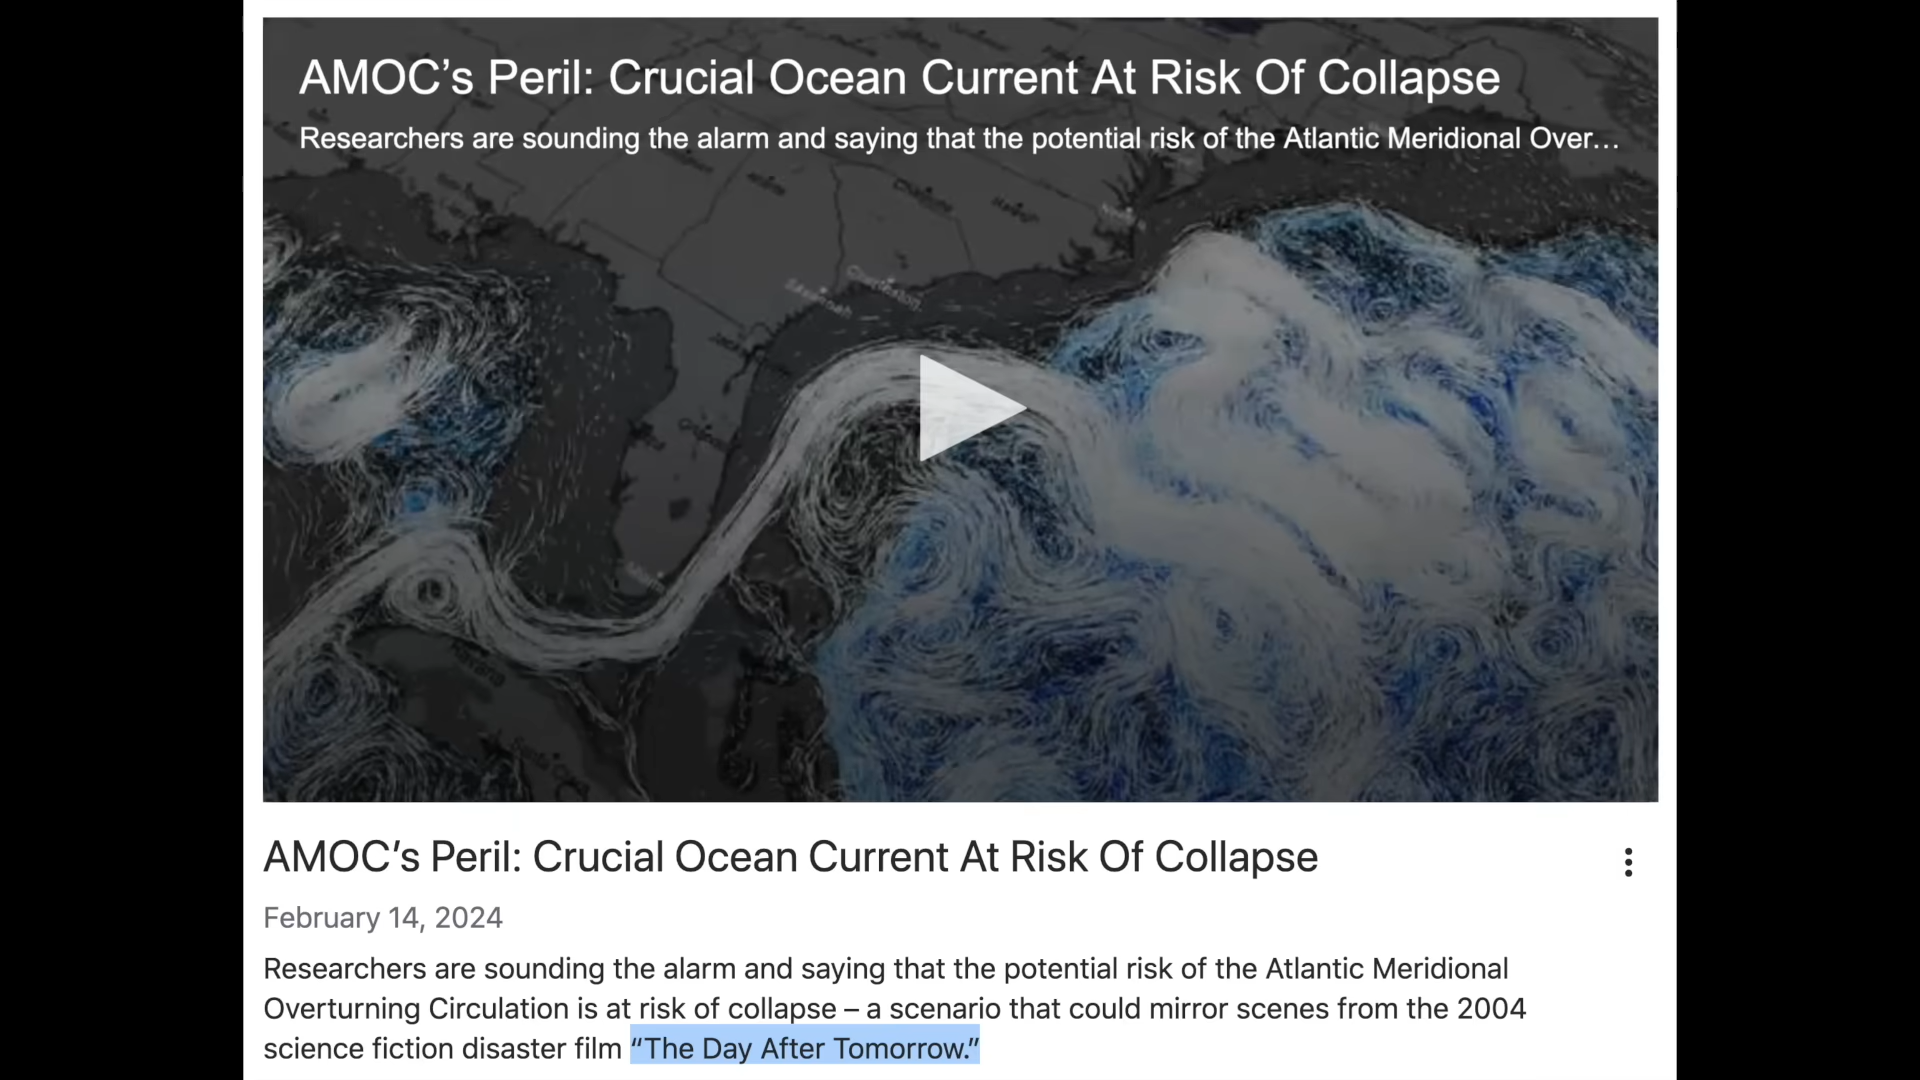 AMOC’s Peril: Crucial Ocean Current At Risk Of Collapse
Researchers are sounding the alarm and saying that the potential risk of the Atlantic Meridional Over…
Savannah
Charleston
AMOC’s Peril: Crucial Ocean Current At Risk Of Collapse
February 14, 2024
Researchers are sounding the alarm and saying that the potential risk of the Atlantic Meridional
Overturning Circulation is at risk of collapse – a scenario that could mirror scenes from the 2004
science fiction disaster film “The Day After Tomorrow.”